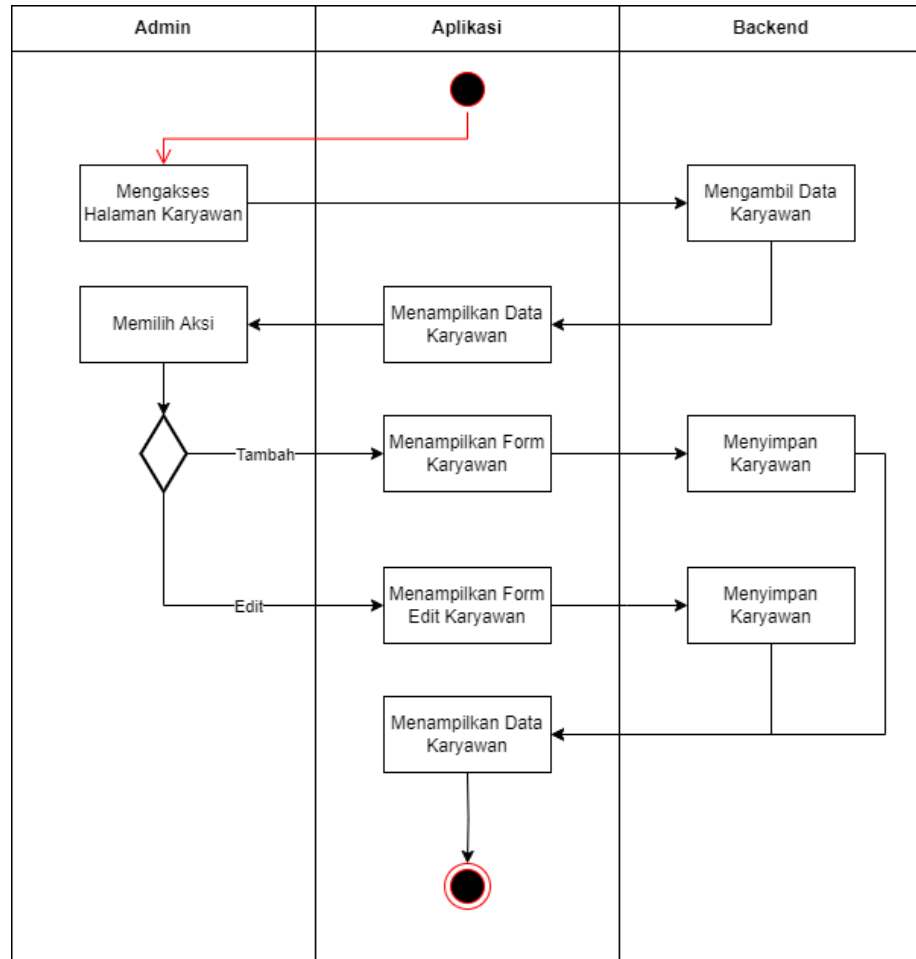 Admin
Aplikasi
Backend
Mengakses
Halaman Karyawan
Mengambil Data
Karyawan
Memilih Aksi
Menampilkan Data
Karyawan
Tambah
Menampilkan Form
Karyawan
Menyimpan
Karyawan
Edit
Menampilkan Form
Edit Karyawan
Menyimpan
Karyawan
Menampilkan Data
Karyawan